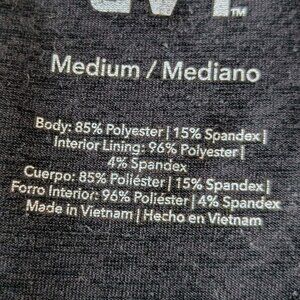 Medium / Mediano
Body: 85% Polyester | 15% Spandex |
Interior Lining: 96% Polyester |
4% Spandex
Cuerpo: 85% Poliéster | 15% Spandex |
Forro Interior: 96% Poliéster | 4% Spandex
Made in Vietnam | Hecho en Vietnam